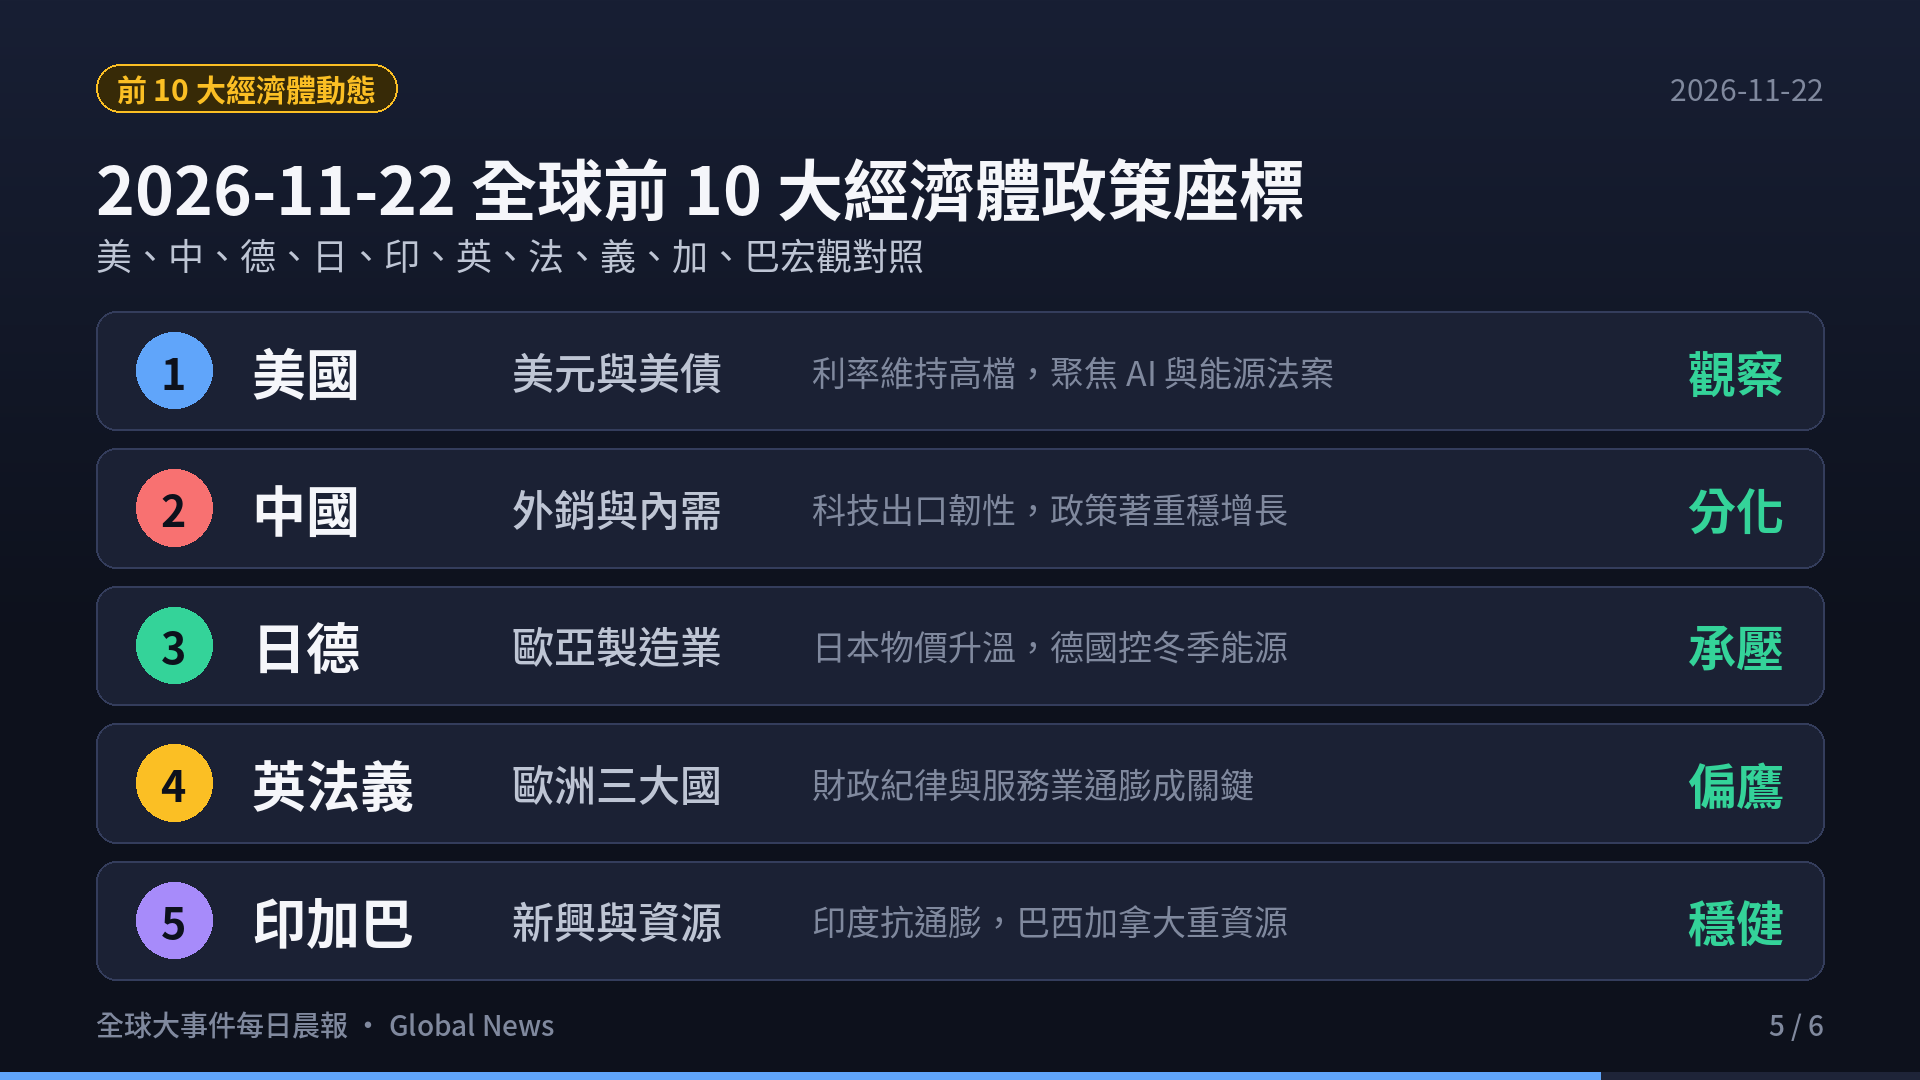 前 10 大經濟體動態
2026-11-22
2026-11-22 全球前 10 大經濟體政策座標
美、中、德、日、印、英、法、義、加、巴宏觀對照
1 美國 美元與美債 利率維持高檔，聚焦 AI 與能源法案 觀察
2 中國 外銷與內需 科技出口韌性，政策著重穩增長 分化
3 日德 歐亞製造業 日本物價升溫，德國控冬季能源 承壓
4 英法義 歐洲三大國 財政紀律與服務業通膨成關鍵 偏鷹
5 印加巴 新興與資源 印度抗通膨，巴西加拿大重資源 穩健
全球大事件每日晨報 • Global News
5 / 6